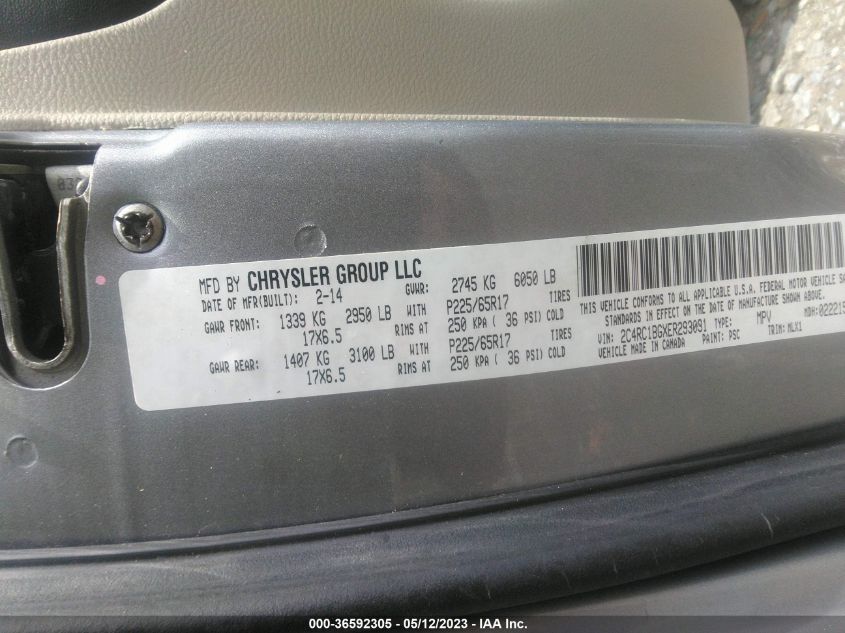 037
MFD BY CHRYSLER GROUP LLC
DATE OF MFR(BUILT): 2-14 GVWR: 2745 KG 6050 LB
GAWR FRONT: 1339 KG 2950 LB WITH P225/65R17 TIRES
17X6.5 RIMS AT 250 KPA ( 36 PSI) COLD
GAWR REAR: 1407 KG 3100 LB WITH P225/65R17 TIRES
17X6.5 RIMS AT 250 KPA ( 36 PSI) COLD
THIS VEHICLE CONFORMS TO ALL APPLICABLE U.S.A. FEDERAL MOTOR VEHICLE
STANDARDS IN EFFECT ON THE DATE OF MANUFACTURE SHOWN ABOVE.
VIN: 2C4RC1BGXER293091 TYPE: MPV MDH:
VEHICLE MADE IN CANADA PAINT: PSC TRIM: MLX1
000-36592305 - 05/12/2023 - IAA Inc.